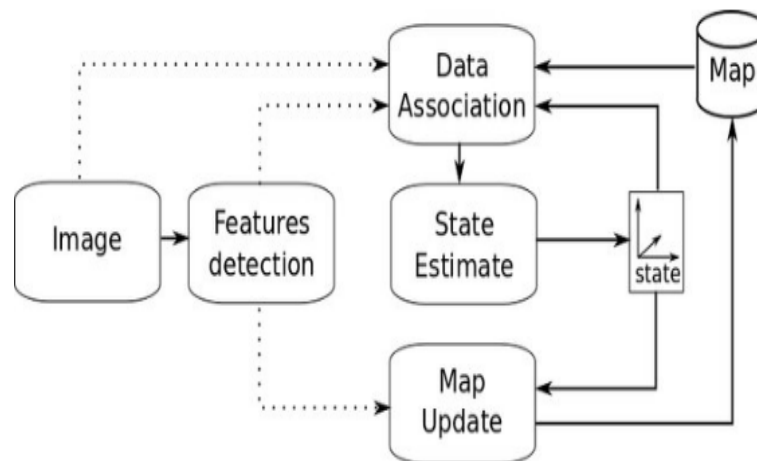 Data
Association
Map
Image
Features
detection
State
Estimate
state
Map
Update